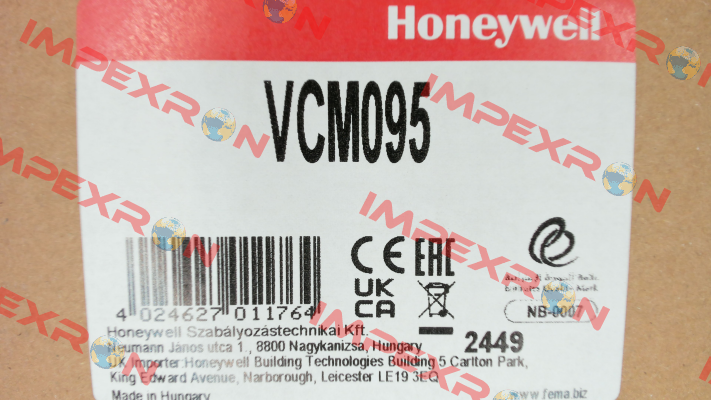 Honeywell
VCM095
4 024627 011764
CE EAC
UK
CA
NB-0007
Honeywell Szabályozástechnikai Kft.
Neumann János utca 1., 8800 Nagykanizsa, Hungary
2449
UK Importer:Honeywell Building Technologies Building 5 Carlton Park,
King Edward Avenue, Narborough, Leicester LE19 3EQ
Made in Hungary
www.fema.biz
IMPEXRON